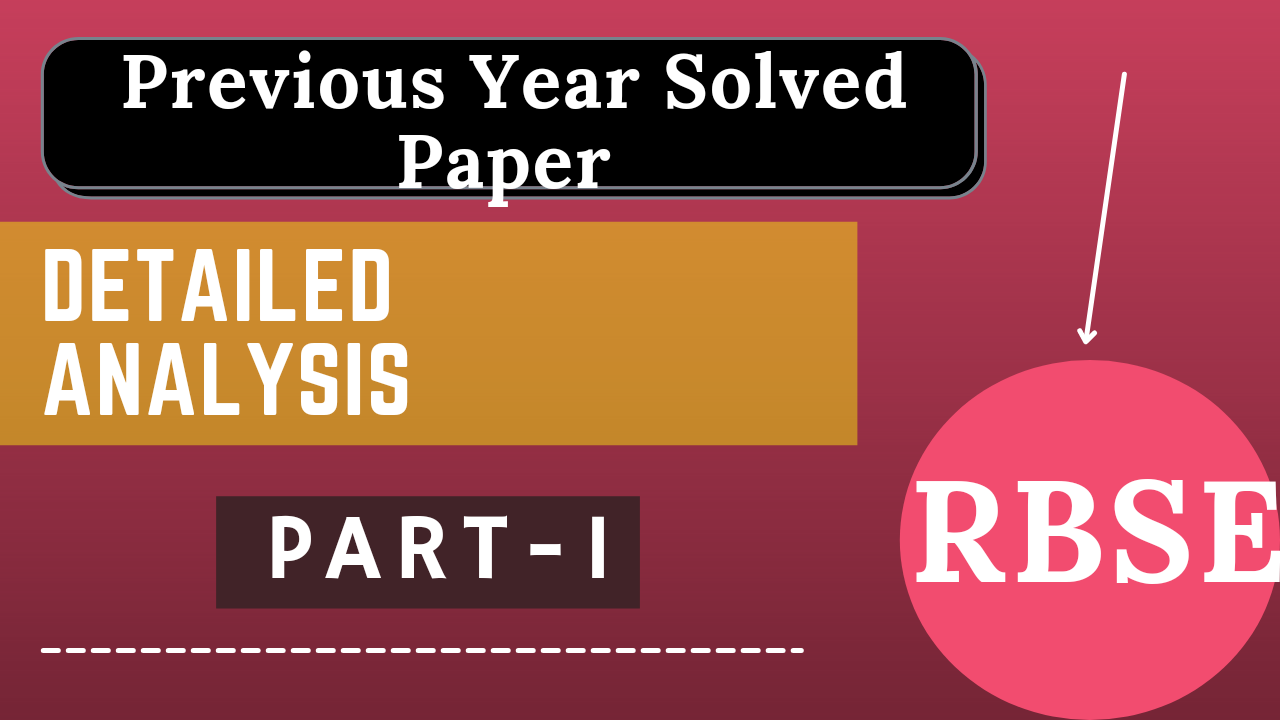 Previous Year Solved
Paper
DETAILED
ANALYSIS
PART-I
RBSE